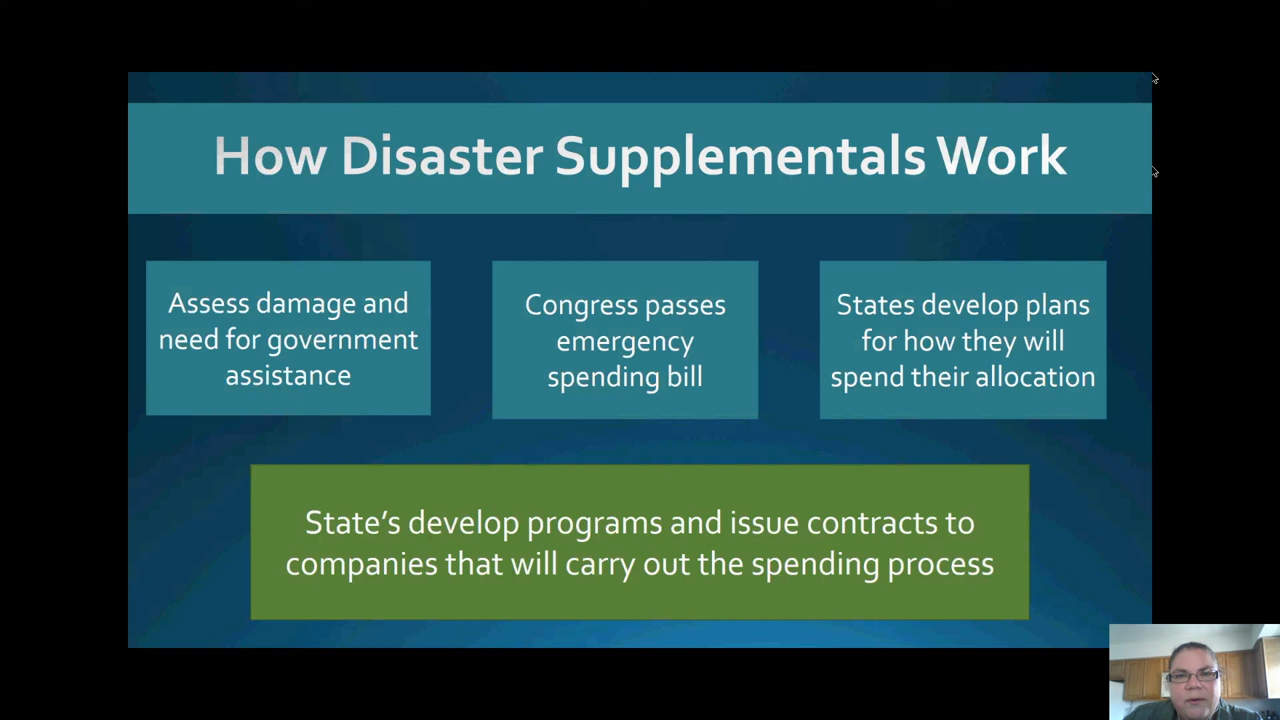 How Disaster Supplementals Work
Assess damage and
need for government
assistance
Congress passes
emergency
spending bill
States develop plans
for how they will
spend their allocation
State’s develop programs and issue contracts to
companies that will carry out the spending process